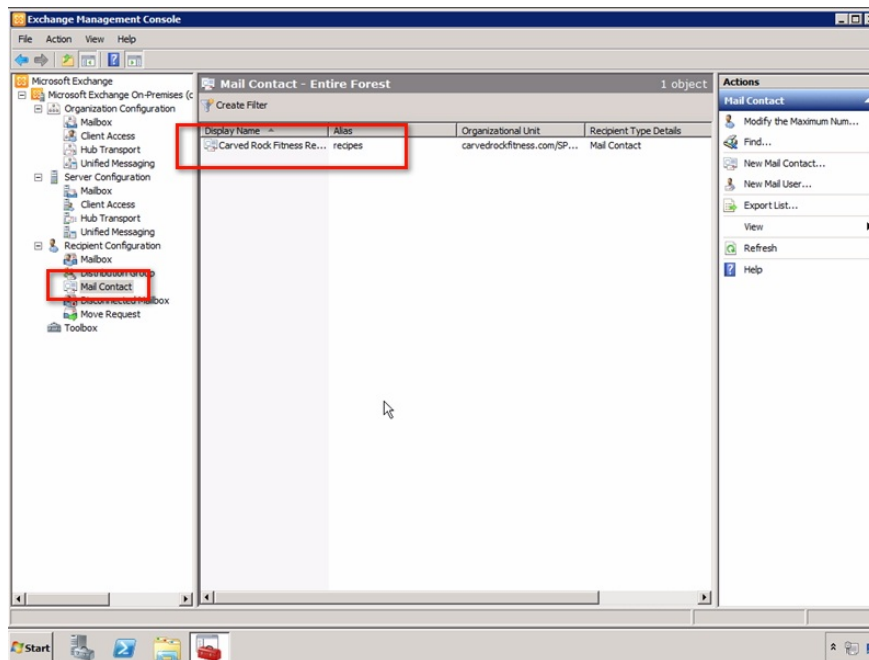 Exchange Management Console
File Action View Help
Microsoft Exchange
Microsoft Exchange On-Premises (c
Organization Configuration
Mailbox
Client Access
Hub Transport
Unified Messaging
Server Configuration
Mailbox
Client Access
Hub Transport
Unified Messaging
Recipient Configuration
Mailbox
Distribution Group
Mail Contact
Disconnected Mailbox
Move Request
Toolbox
Mail Contact - Entire Forest 1 object
Create Filter
Display Name Alias Organizational Unit Recipient Type Details
Carved Rock Fitness Re... recipes carvedrockfitness.com/SP... Mail Contact
Actions
Mail Contact
Modify the Maximum Num...
Find...
New Mail Contact...
New Mail User...
Export List...
View
Refresh
Help
Start